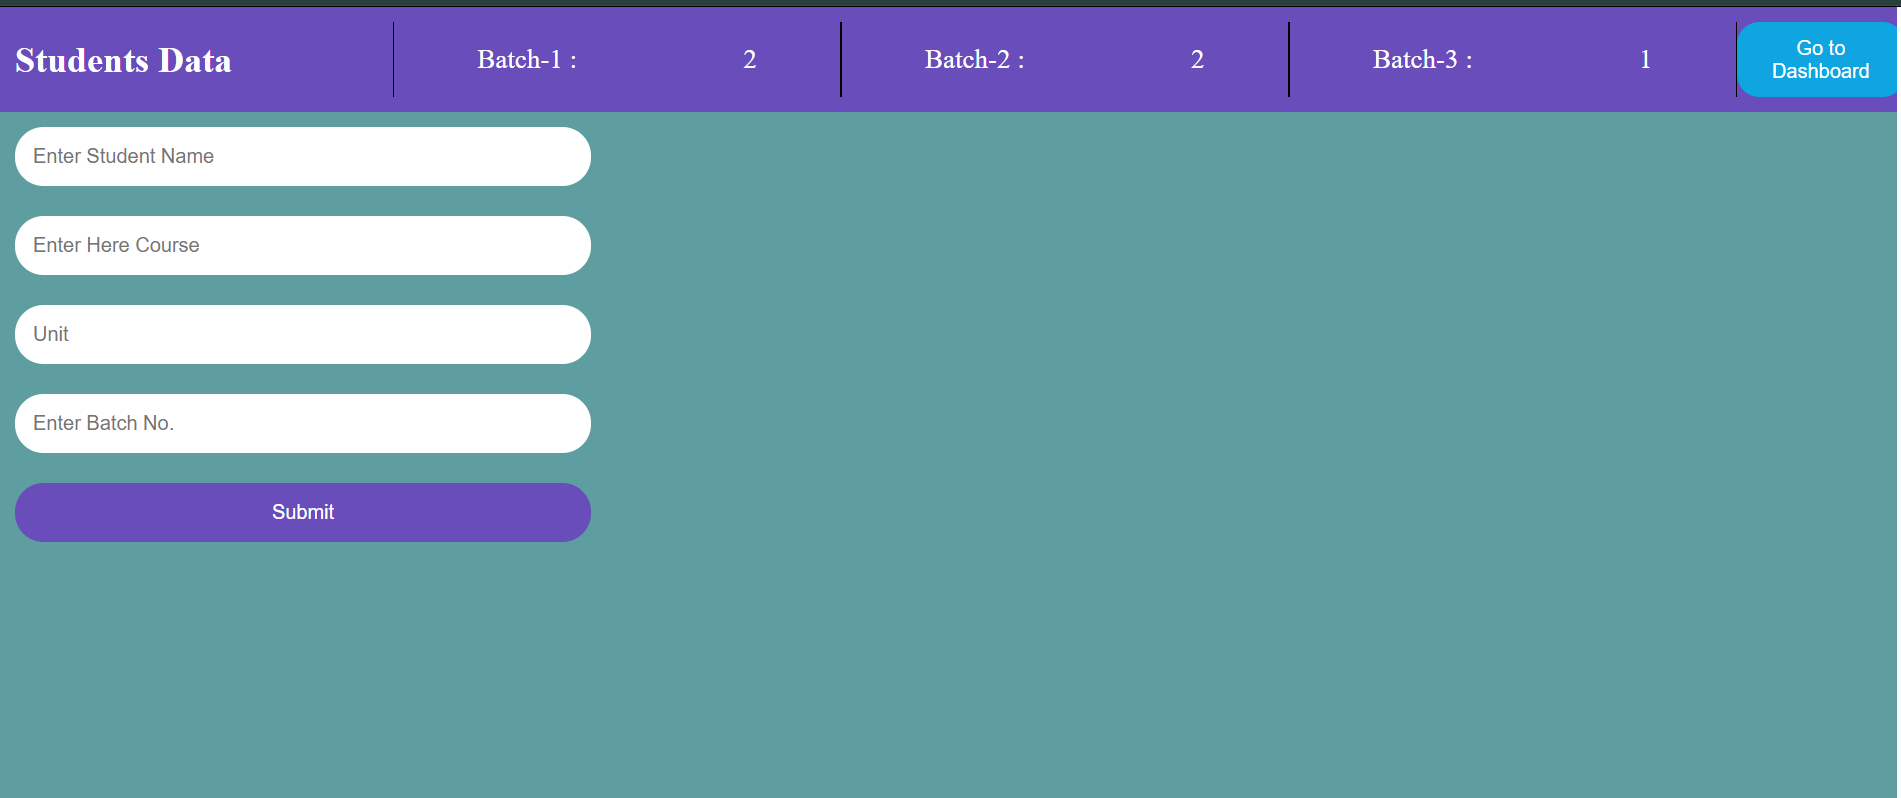 Students Data
Batch-1 : 2
Batch-2 : 2
Batch-3 : 1
Go to
Dashboard
Enter Student Name
Enter Here Course
Unit
Enter Batch No.
Submit